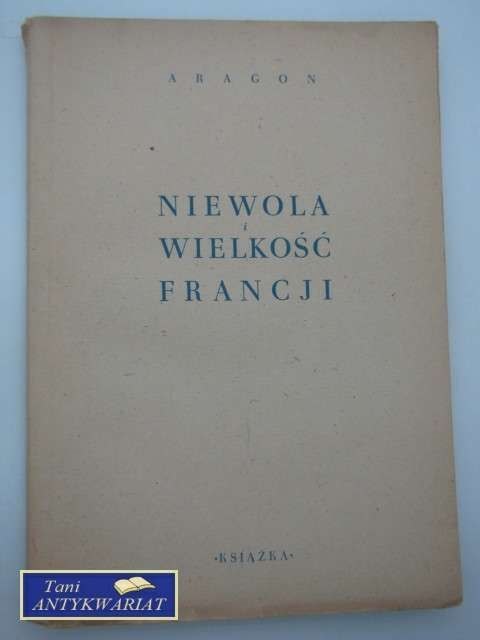 ARAGON
NIEWOLA
i
WIELKOŚĆ
FRANCJI
•KSIĄŻKA•
Tani
ANTYKWARIAT